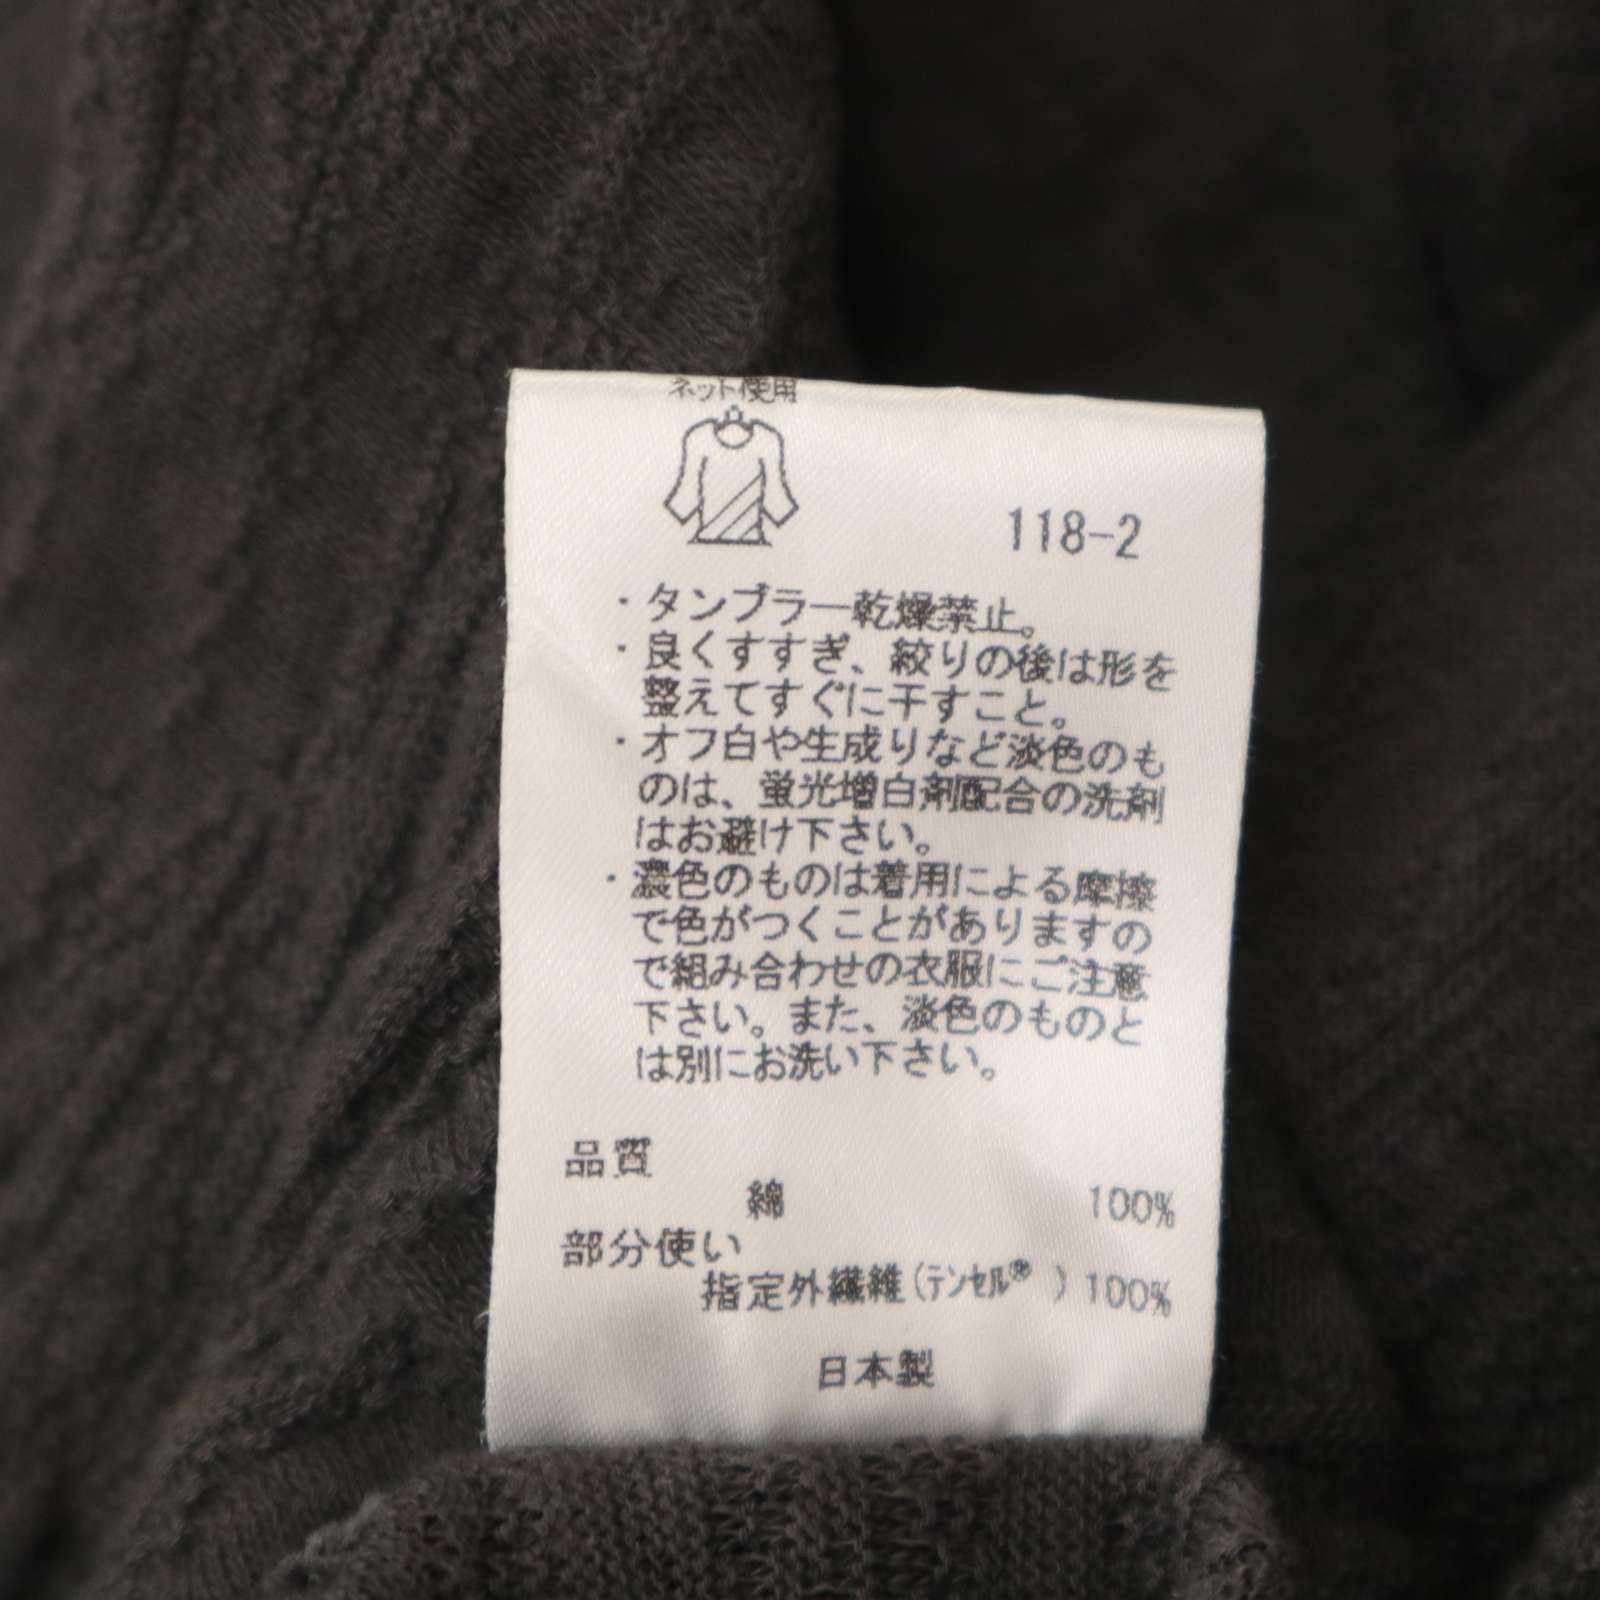 ネット使用
118-2
・タンブラー乾燥禁止。
・良くすすぎ、絞りの後は形を
整えてすぐに干すこと。
・オフ白や生成りなど淡色のも
のは、蛍光増白剤配合の洗剤
はお避け下さい。
・濃色のものは着用による摩擦
で色がつくことがありますの
で組み合わせの衣服にご注意
下さい。また、淡色のものと
は別にお洗い下さい。
品質
綿 100%
部分使い
指定外繊維(テンセル®)100%
日本製